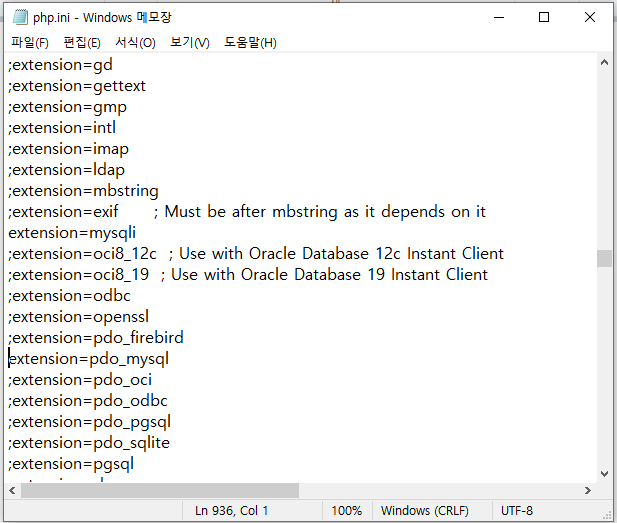 php.ini - Windows 메모장
파일(F) 편집(E) 서식(O) 보기(V) 도움말(H)
;extension=gd
;extension=gettext
;extension=gmp
;extension=intl
;extension=imap
;extension=ldap
;extension=mbstring
;extension=exif      ; Must be after mbstring as it depends on it
extension=mysqli
;extension=oci8_12c  ; Use with Oracle Database 12c Instant Client
;extension=oci8_19  ; Use with Oracle Database 19 Instant Client
;extension=odbc
;extension=openssl
;extension=pdo_firebird
extension=pdo_mysql
;extension=pdo_oci
;extension=pdo_odbc
;extension=pdo_pgsql
;extension=pdo_sqlite
;extension=pgsql
Ln 936, Col 1 100% Windows (CRLF) UTF-8